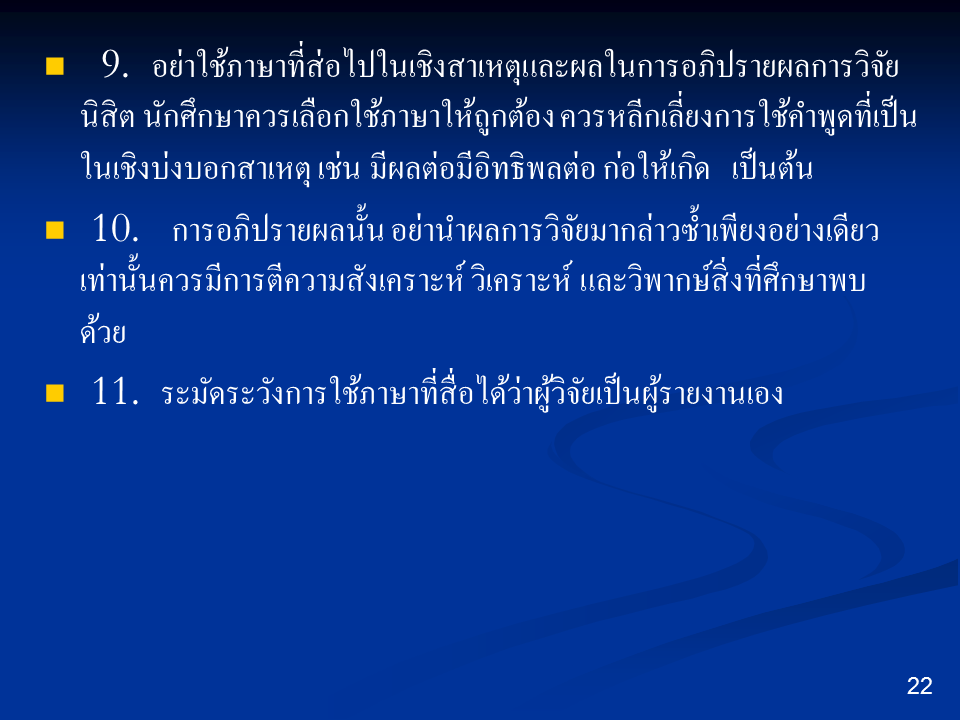 9. อย่าใช้ภาษาที่ส่อไปในเชิงสาเหตุและผลในการอภิปรายผลการวิจัย
นิสิต นักศึกษาควรเลือกใช้ภาษาให้ถูกต้อง ควรหลีกเลี่ยงการใช้คำพูดที่เป็น
ในเชิงบ่งบอกสาเหตุ เช่น มีผลต่อมีอิทธิพลต่อ ก่อให้เกิด เป็นต้น
10. การอภิปรายผลนั้น อย่านำผลการวิจัยมากล่าวซ้ำเพียงอย่างเดียว
เท่านั้นควรมีการตีความสังเคราะห์ วิเคราะห์ และวิพากษ์สิ่งที่ศึกษาพบ
ด้วย
11. ระมัดระวังการใช้ภาษาที่สื่อได้ว่าผู้วิจัยเป็นผู้รายงานเอง
22